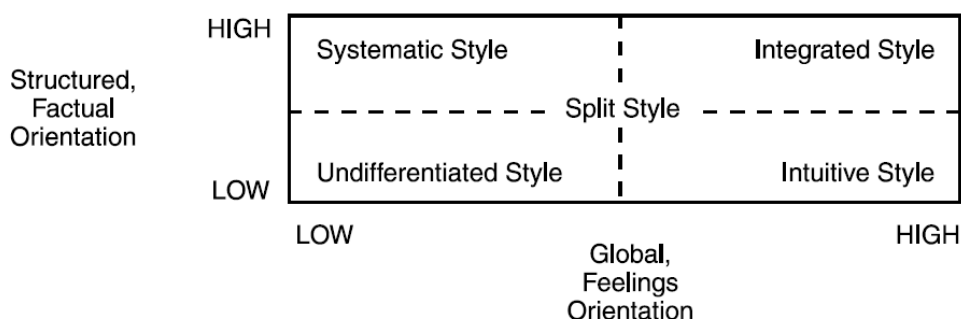 HIGH
Systematic Style
Integrated Style
Structured,
Factual
Orientation
Split Style
Undifferentiated Style
Intuitive Style
LOW
LOW
HIGH
Global,
Feelings
Orientation